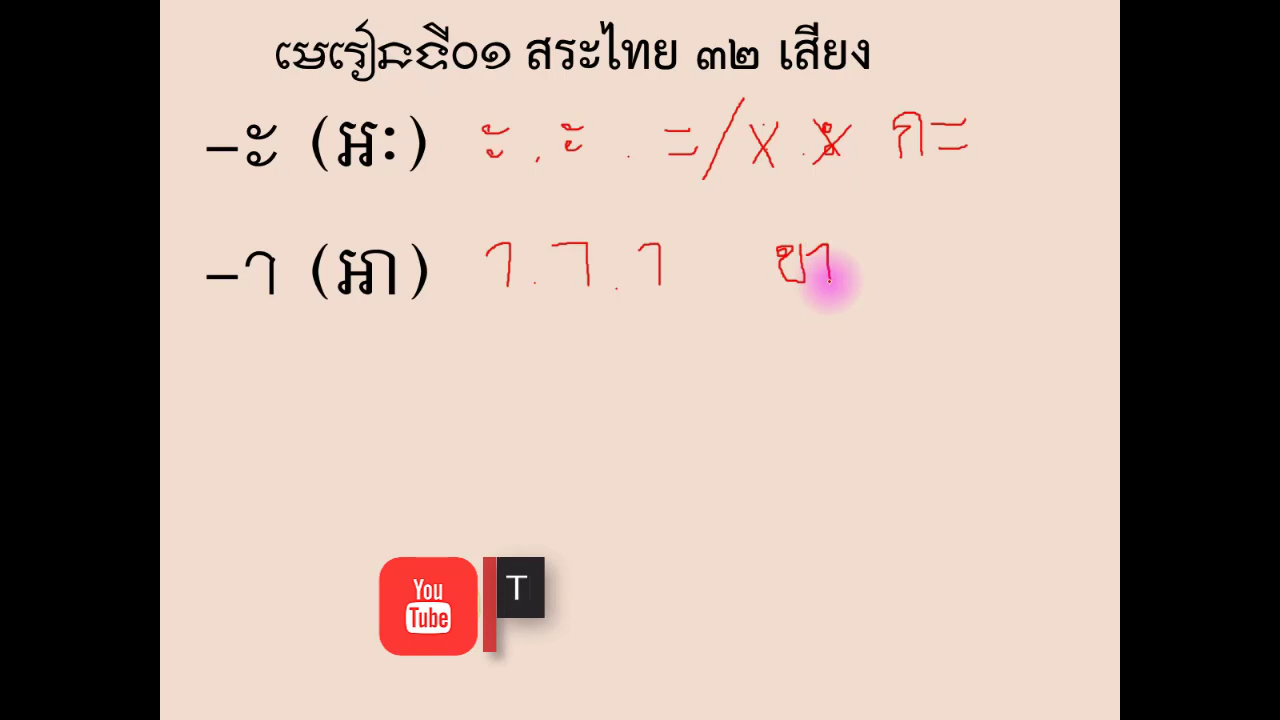 មេរៀនទី០១ สระไทย ๓๒ เสียง
–ะ (អៈ) ะ . ะ . ะ / x . x กะ
–า (អា) า . า . า ยา
You
Tube
T